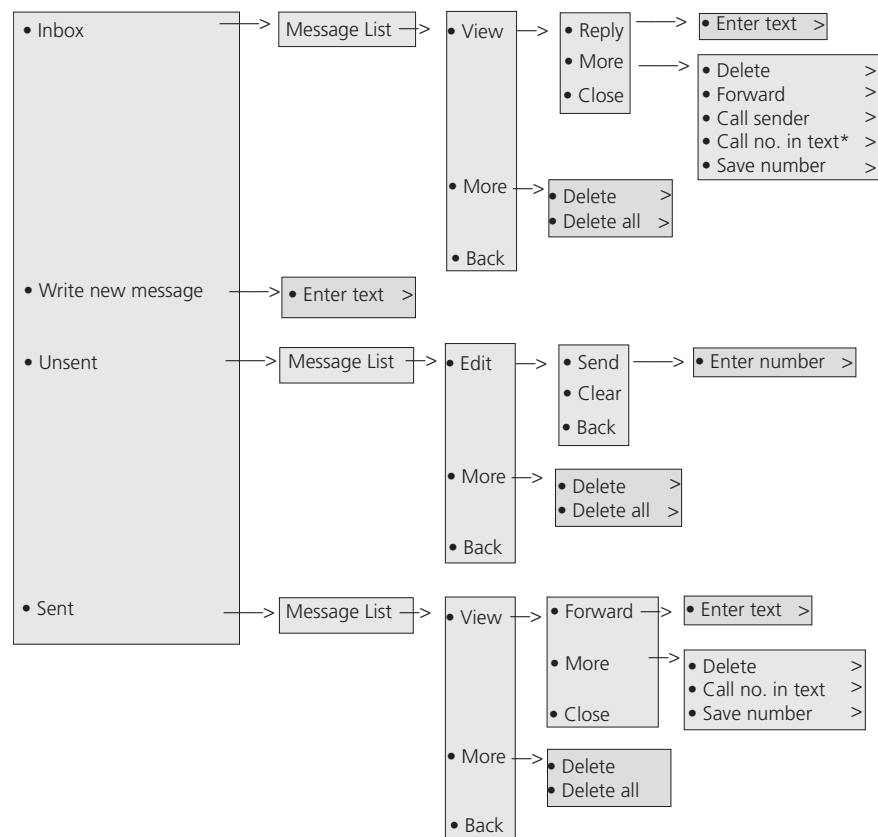 • Inbox
Message List
• View
• Reply
• Enter text >
• More
• Close
• Delete >
• Forward >
• Call sender >
• Call no. in text* >
• Save number >
• More
• Delete >
• Delete all >
• Back
• Write new message
• Enter text >
• Unsent
Message List
• Edit
• Send
• Enter number >
• Clear
• Back
• More
• Delete >
• Delete all >
• Back
• Sent
Message List
• View
• Forward
• Enter text >
• More
• Close
• Delete >
• Call no. in text >
• Save number >
• More
• Delete
• Delete all
• Back